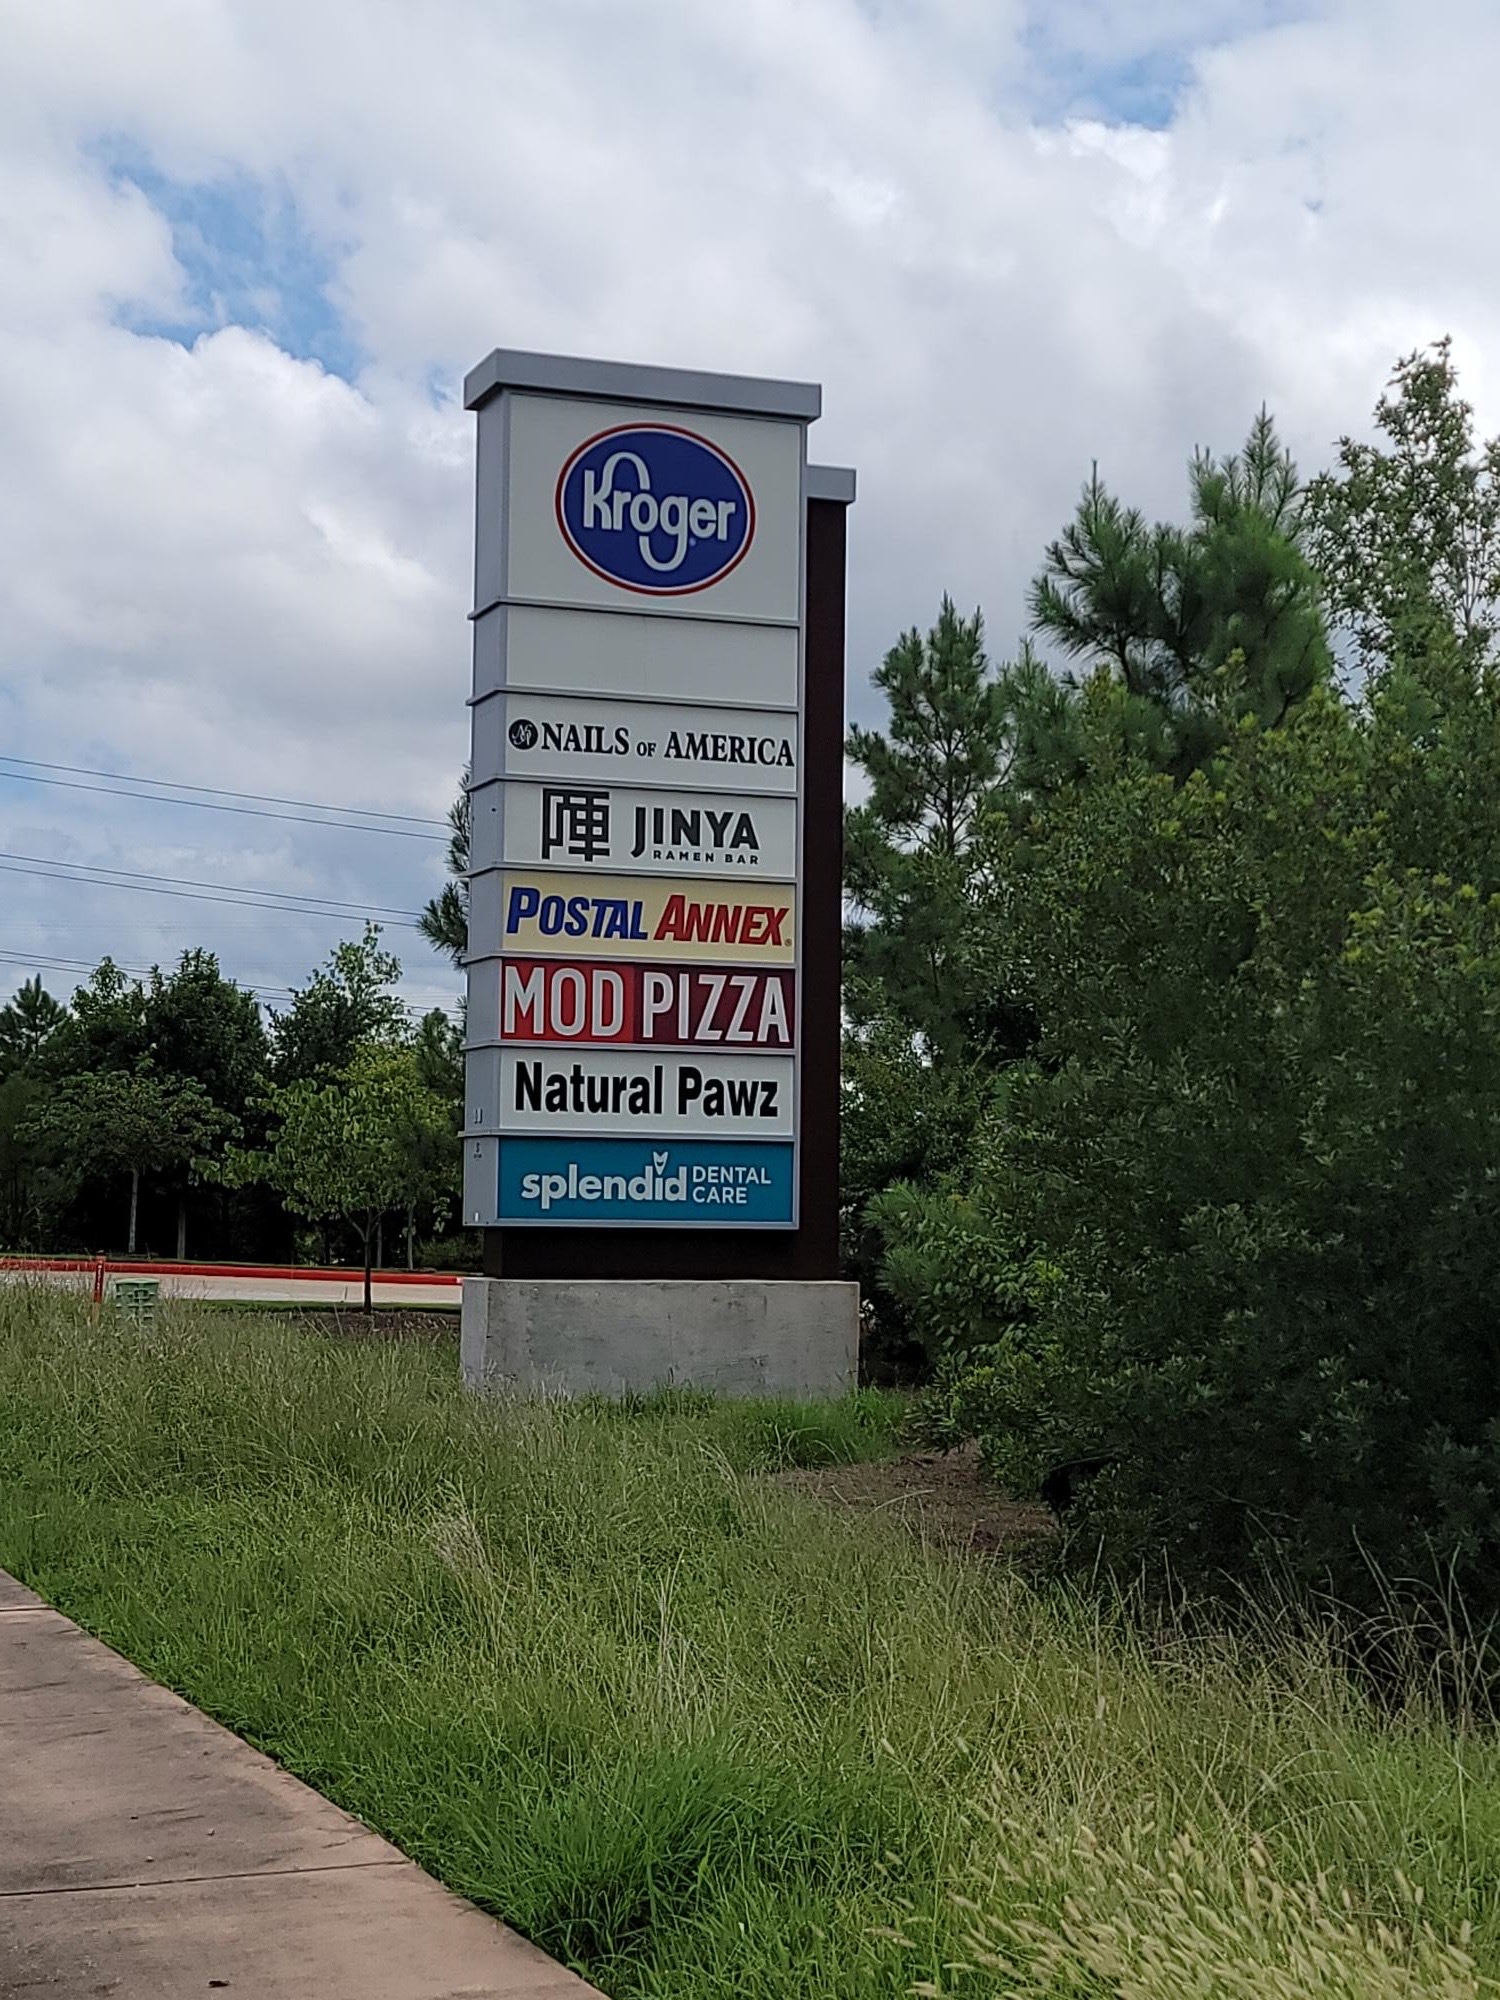 Kroger
NAILS OF AMERICA
陣 JINYA
RAMEN BAR
POSTAL ANNEX®
MOD PIZZA
Natural Pawz
splendid DENTAL
CARE